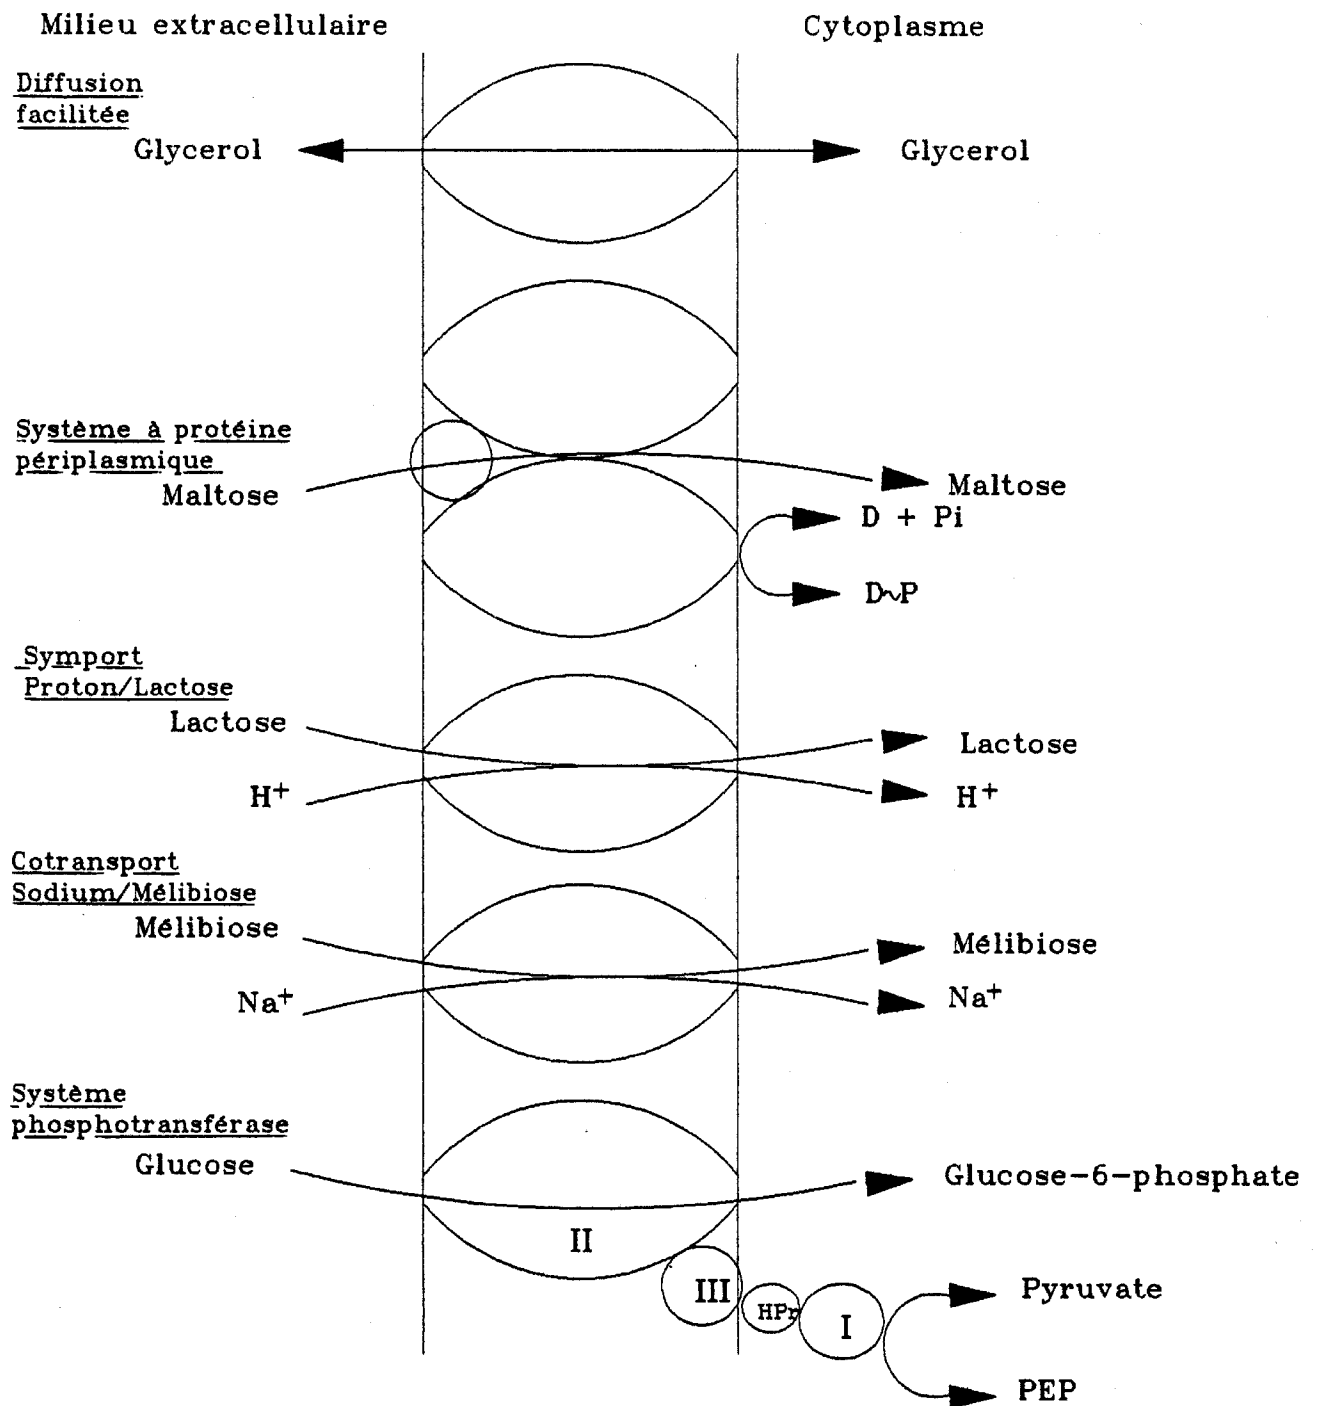 Milieu extracellulaire
Cytoplasme
Diffusion
facilitée
Glycerol
Glycerol
Système à protéine
périplasmique
Maltose
Maltose
D + Pi
D~P
Symport
Proton/Lactose
Lactose
Lactose
H+
H+
Cotransport
Sodium/Mélibiose
Mélibiose
Mélibiose
Na+
Na+
Système
phosphotransférase
Glucose
Glucose-6-phosphate
II
III
HPr
I
Pyruvate
PEP